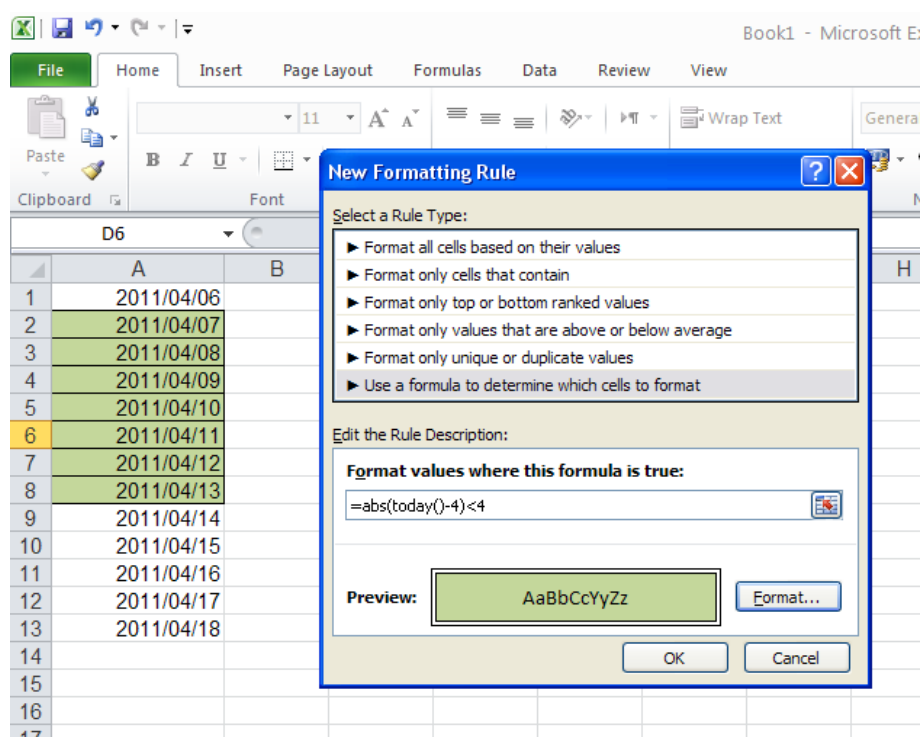 Book1 - Microsoft Ex
File Home Insert Page Layout Formulas Data Review View
11 A A Wrap Text General
Paste B I U
Clipboard Font
New Formatting Rule
Select a Rule Type:
► Format all cells based on their values
► Format only cells that contain
► Format only top or bottom ranked values
► Format only values that are above or below average
► Format only unique or duplicate values
► Use a formula to determine which cells to format
Edit the Rule Description:
Format values where this formula is true:
=abs(today()-4)<4
Preview: AaBbCcYyZz Format...
OK Cancel
D6
A B H
1 2011/04/06
2 2011/04/07
3 2011/04/08
4 2011/04/09
5 2011/04/10
6 2011/04/11
7 2011/04/12
8 2011/04/13
9 2011/04/14
10 2011/04/15
11 2011/04/16
12 2011/04/17
13 2011/04/18
14
15
16
17